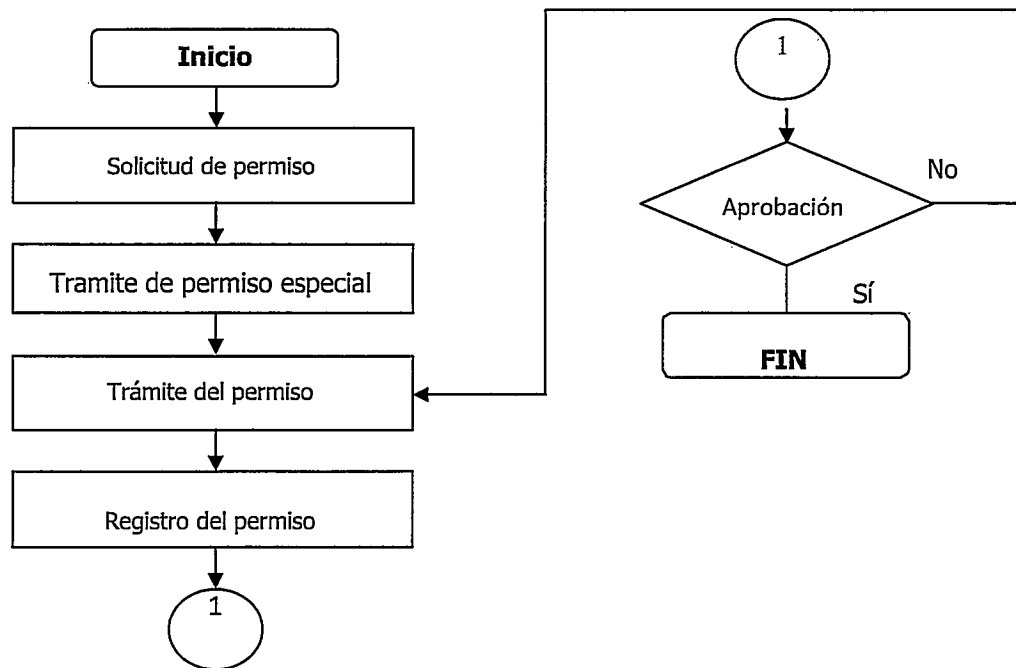 Inicio
Solicitud de permiso
Tramite de permiso especial
Trámite del permiso
Registro del permiso
1
1
Aprobación
No
Sí
FIN